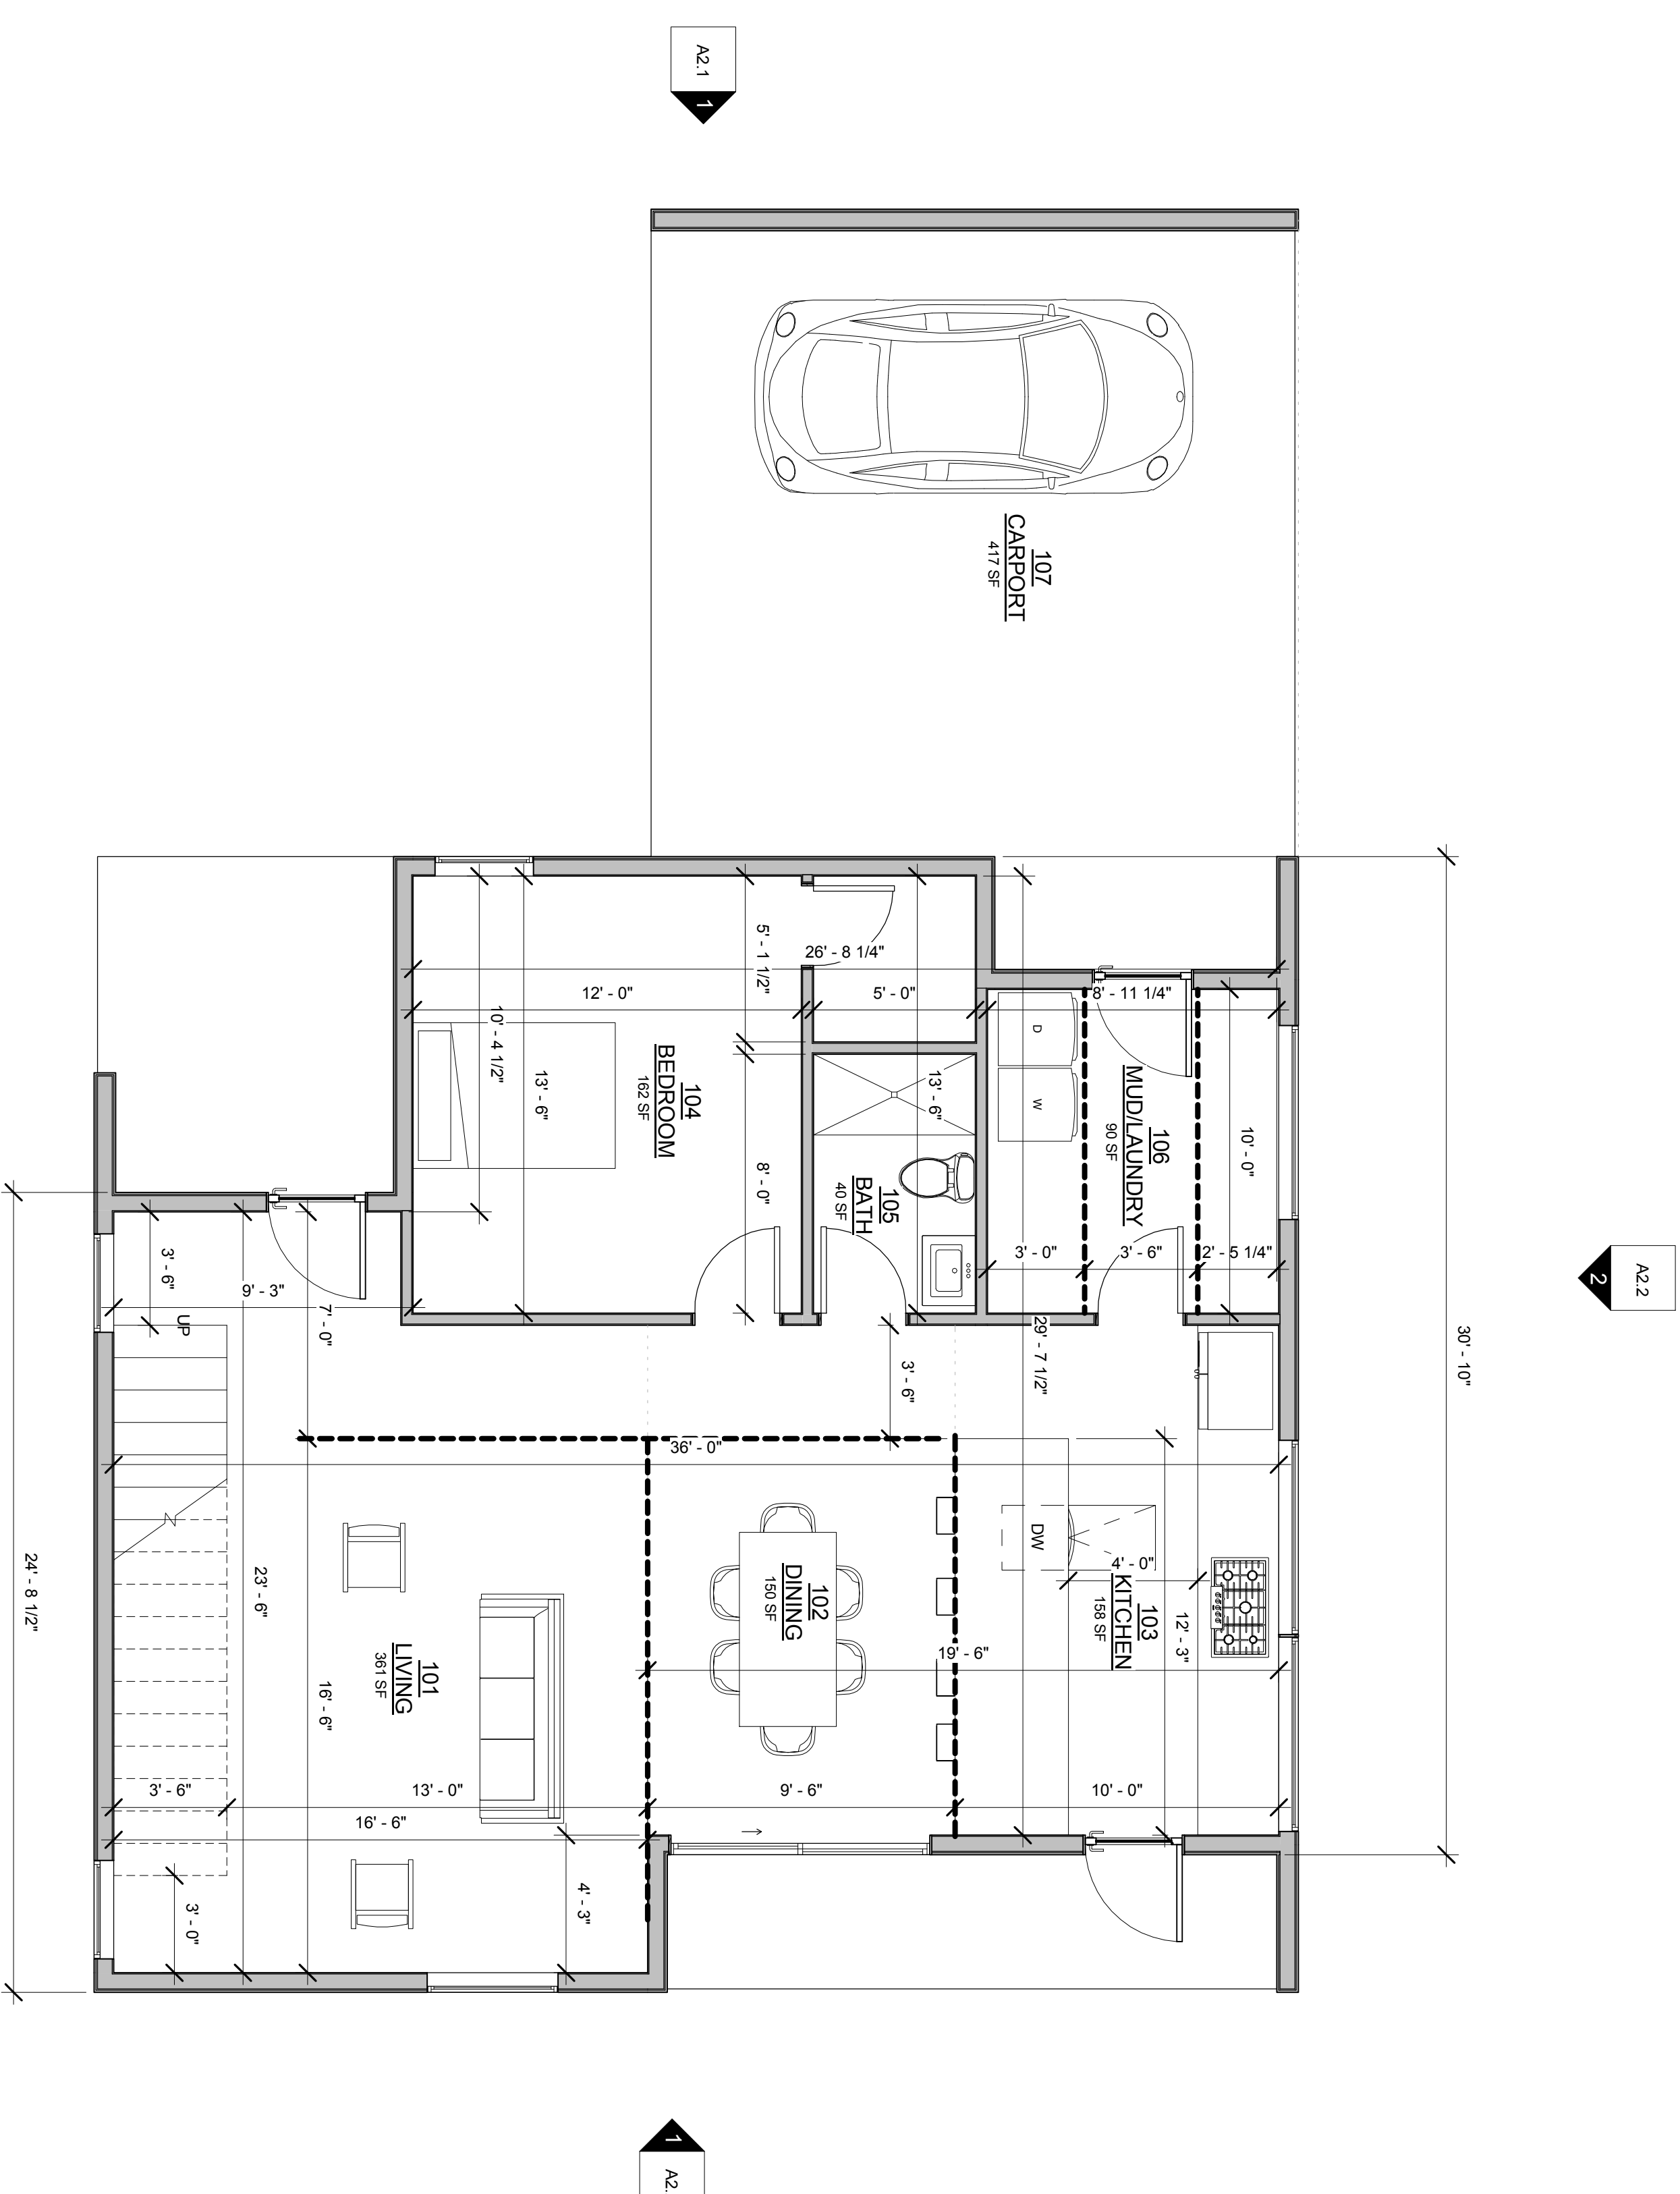 A2.1
1
107
CARPORT
417 SF
A2.2
2
30' - 10"
5' - 1 1/2"
26' - 8 1/4"
12' - 0"
5' - 0"
8' - 11 1/4"
10' - 4 1/2"
13' - 6"
104
BEDROOM
162 SF
8' - 0"
13' - 6"
105
BATH
40 SF
D
W
106
MUD/LAUNDRY
90 SF
10' - 0"
3' - 0"
3' - 6"
2' - 5 1/4"
3' - 6"
9' - 3"
7' - 0"
UP
3' - 6"
29' - 7 1/2"
36' - 0"
DW
4' - 0"
103
KITCHEN
158 SF
12' - 3"
102
DINING
150 SF
19' - 6"
24' - 8 1/2"
23' - 6"
16' - 6"
101
LIVING
361 SF
3' - 6"
13' - 0"
9' - 6"
10' - 0"
16' - 6"
4' - 3"
3' - 0"
1
A2.